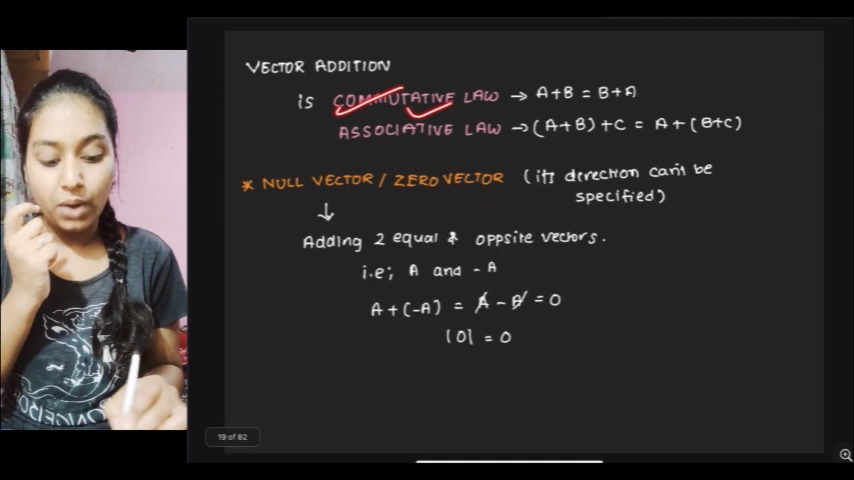 VECTOR ADDITION
is COMMUTATIVE LAW → A+B = B+A
ASSOCIATIVE LAW → (A+B)+C = A+(B+C)
* NULL VECTOR / ZERO VECTOR (its direction can't be
specified)
↓
Adding 2 equal & oppsite vectors.
i.e; A and -A
A+(-A) = A - A = 0
|0| = 0
19 of 82